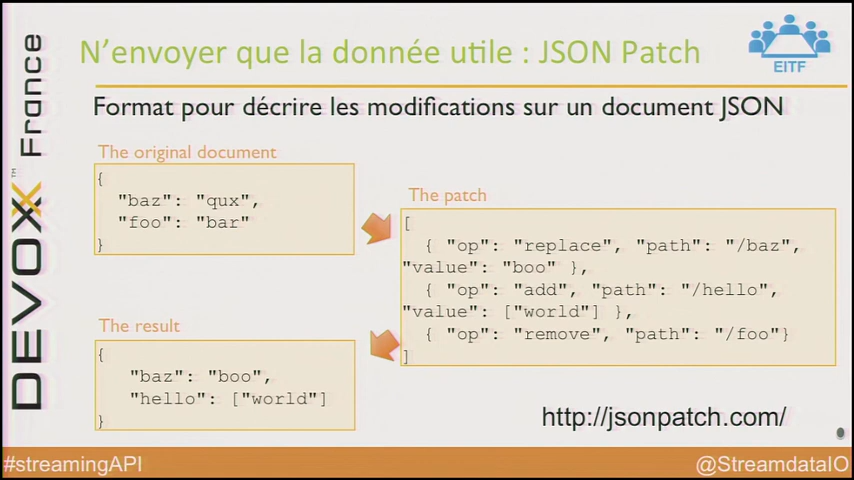 N'envoyer que la donnée utile : JSON Patch
EITF
Format pour décrire les modifications sur un document JSON
DEVOXX™ France
The original document
{
"baz": "qux",
"foo": "bar"
}
The patch
[
{ "op": "replace", "path": "/baz",
"value": "boo" },
{ "op": "add", "path": "/hello",
"value": ["world"] },
{ "op": "remove", "path": "/foo"}
]
The result
{
"baz": "boo",
"hello": ["world"]
}
http://jsonpatch.com/
#streamingAPI
@StreamdataIO